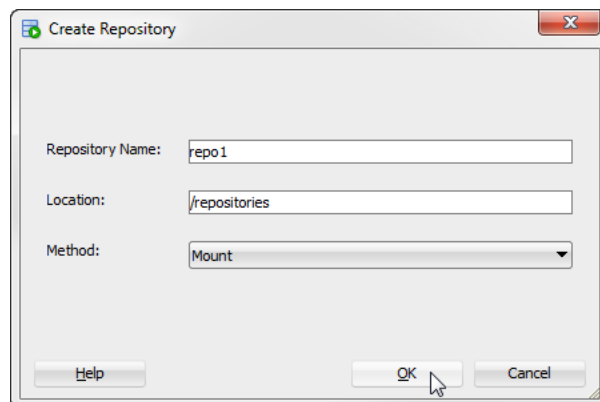 Create Repository
Repository Name: repo1
Location: /repositories
Method: Mount
Help OK Cancel